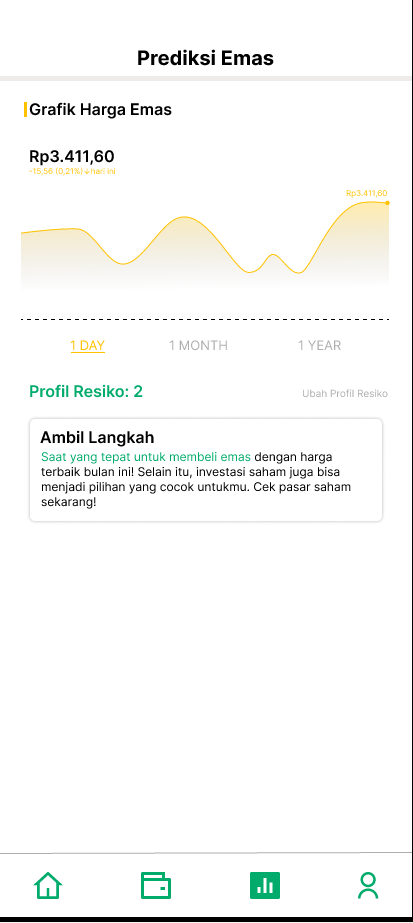 Prediksi Emas
Grafik Harga Emas
Rp3.411,60
-15,56 (0,21%)↓hari ini
Rp3.411,60
1 DAY 1 MONTH 1 YEAR
Profil Resiko: 2 Ubah Profil Resiko
Ambil Langkah
Saat yang tepat untuk membeli emas dengan harga
terbaik bulan ini! Selain itu, investasi saham juga bisa
menjadi pilihan yang cocok untukmu. Cek pasar saham
sekarang!